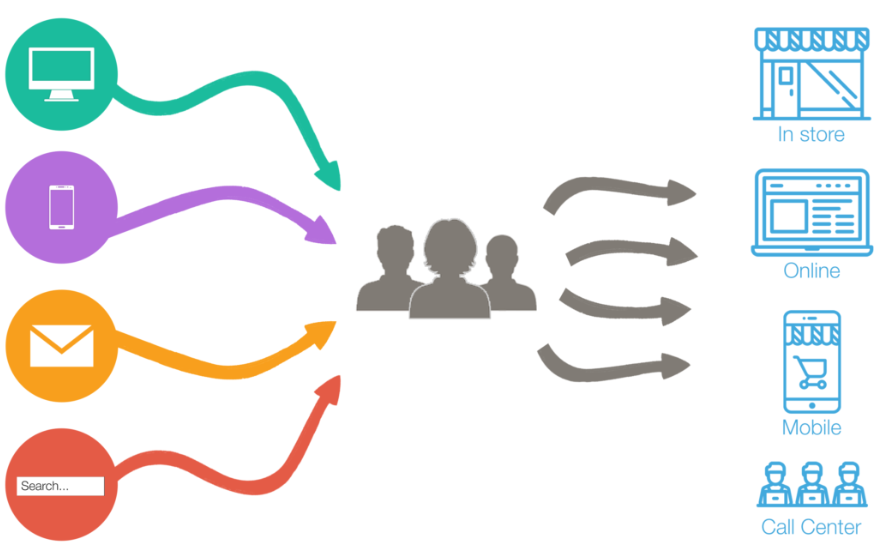 In store
Online
Search...
Mobile
Call Center